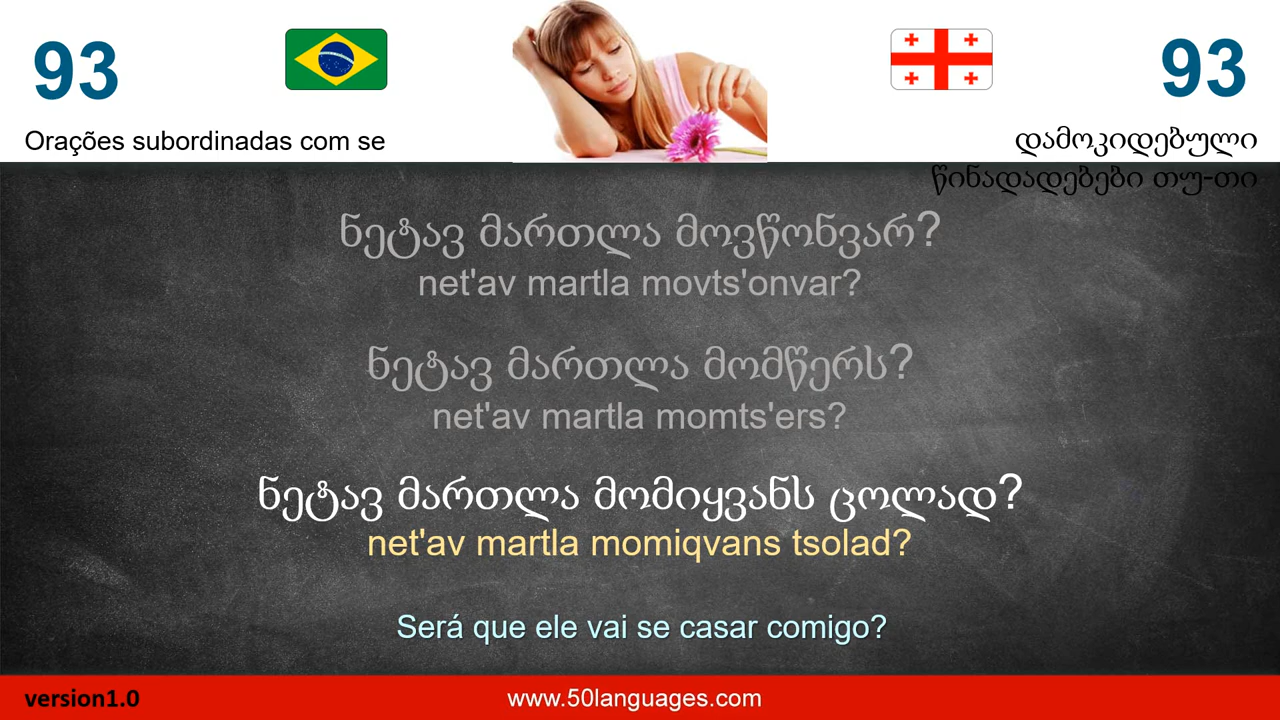 93
93
Orações subordinadas com se
დამოკიდებული
წინადადებები თუ-თი
ნეტავ მართლა მოვწონვარ?
net'av martla movts'onvar?
ნეტავ მართლა მომწერს?
net'av martla momts'ers?
ნეტავ მართლა მომიყვანს ცოლად?
net'av martla momiqvans tsolad?
Será que ele vai se casar comigo?
version1.0
www.50languages.com